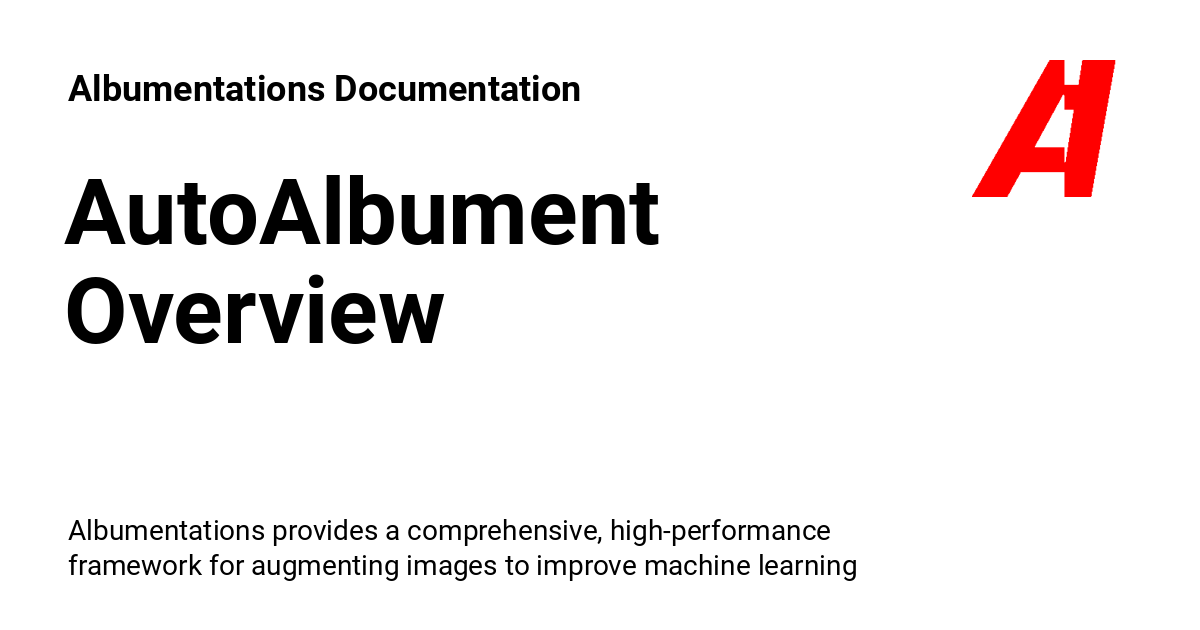 Albumentations Documentation
AutoAlbument
Overview
Albumentations provides a comprehensive, high-performance
framework for augmenting images to improve machine learning